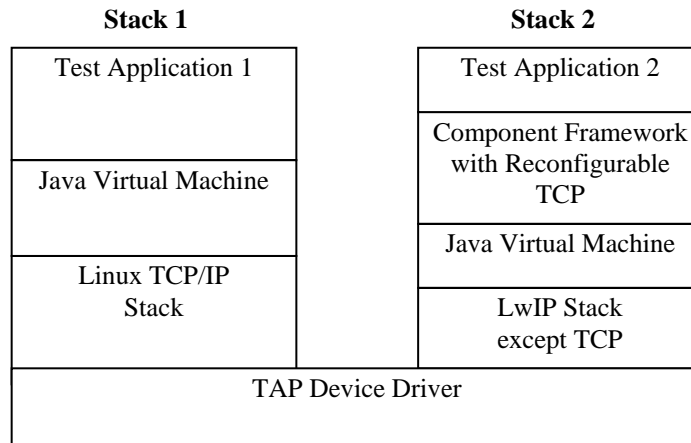 Stack 1
Test Application 1
Java Virtual Machine
Linux TCP/IP
Stack
Stack 2
Test Application 2
Component Framework
with Reconfigurable
TCP
Java Virtual Machine
LwIP Stack
except TCP
TAP Device Driver